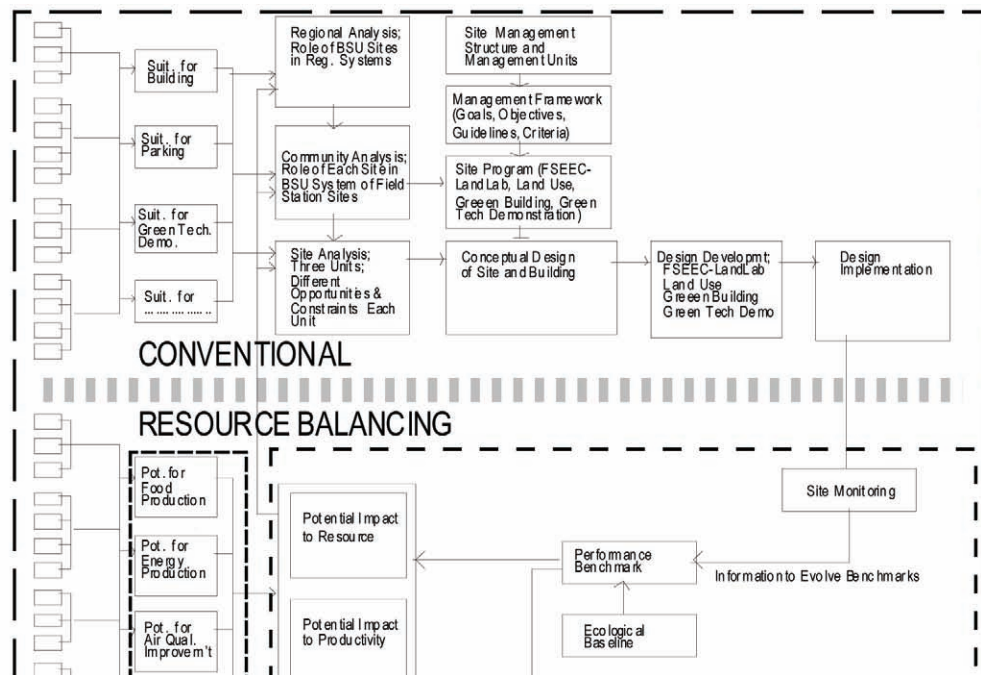 Suit. for
Building
Suit. for
Parking
Suit. for
Green Tech.
Demo.
Suit. for
... .... .... ..... ..
Regional Analysis;
Role of BSU Sites
in Reg. Systems
Community Analysis;
Role of Each Site in
BSU System of Field
Station Sites
Site Analysis;
Three Units;
Different
Opportunities &
Constraints Each
Unit
Site Management
Structure and
Management Units
Management Framework
(Goals, Objectives,
Guidelines, Criteria)
Site Program (FSEEC-
LandLab, Land Use,
Greeen Building, Green
Tech Demonstration)
Conceptual Design
of Site and Building
Design Developmt;
FSEEC-LandLab
Land Use
Greeen Building
Green Tech Demo
Design
Implementation
CONVENTIONAL
RESOURCE BALANCING
Pot. for
Food
Production
Pot. for
Energy
Production
Pot. for
Air Qual.
Improvem't
Potential Impact
to Resource
Potential Impact
to Productivity
Performance
Benchmark
Ecological
Baseline
Site Monitoring
Information to Evolve Benchmarks